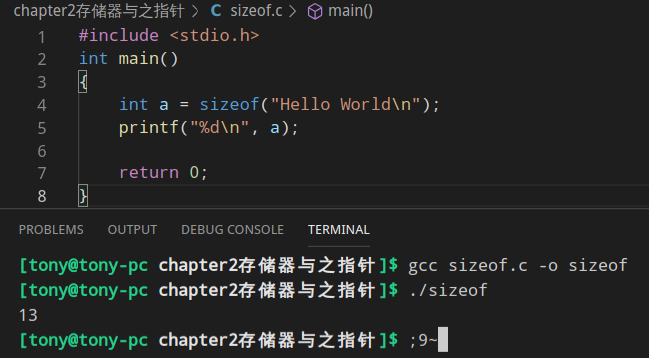 chapter2存储器与之指针 > C sizeof.c > main()
1 #include <stdio.h>
2 int main()
3 {
4 int a = sizeof("Hello World\n");
5 printf("%d\n", a);
6
7 return 0;
8 }
PROBLEMS OUTPUT DEBUG CONSOLE TERMINAL
[tony@tony-pc chapter2存储器与之指针]$ gcc sizeof.c -o sizeof
[tony@tony-pc chapter2存储器与之指针]$ ./sizeof
13
[tony@tony-pc chapter2存储器与之指针]$ ;9~